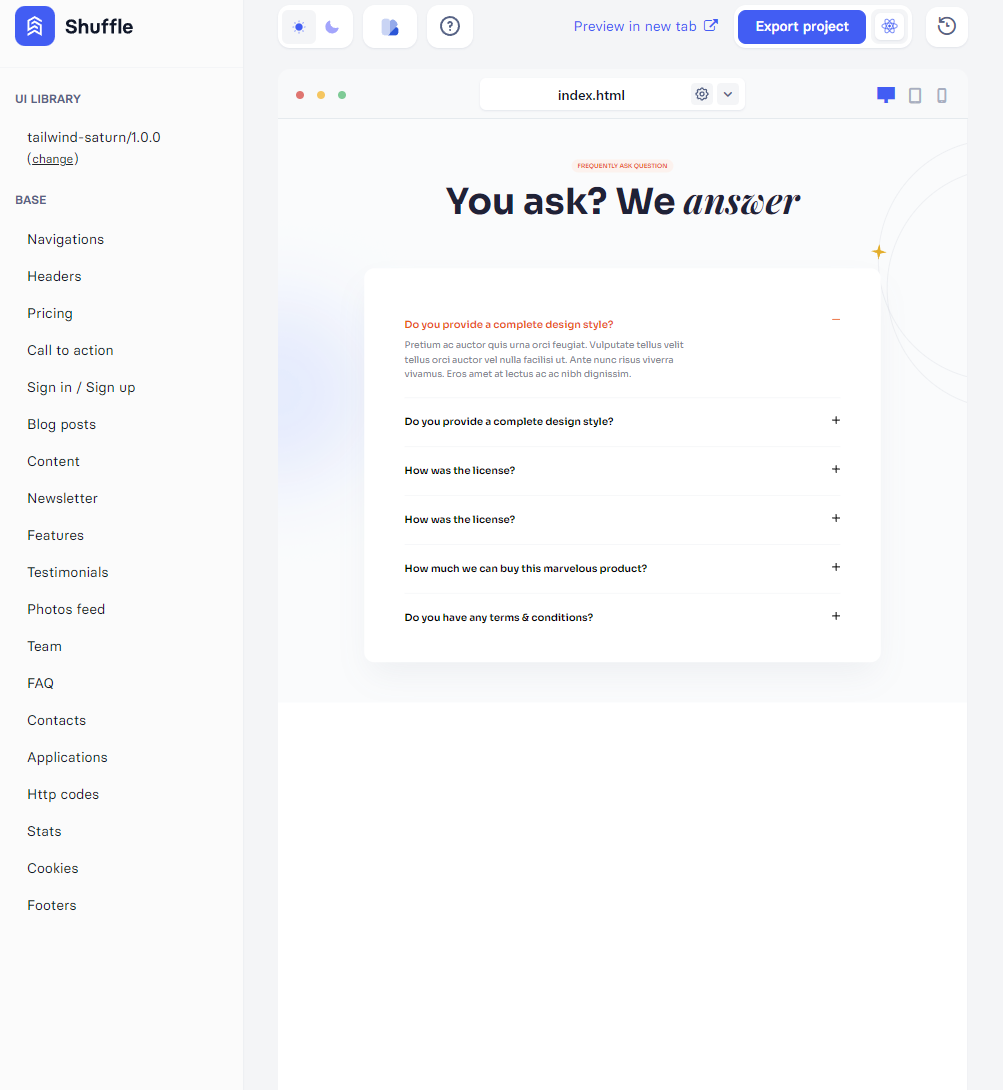 Shuffle
Preview in new tab
Export project
UI LIBRARY
tailwind-saturn/1.0.0
(change)
BASE
Navigations
Headers
Pricing
Call to action
Sign in / Sign up
Blog posts
Content
Newsletter
Features
Testimonials
Photos feed
Team
FAQ
Contacts
Applications
Http codes
Stats
Cookies
Footers
index.html
FREQUENTLY ASK QUESTION
You ask? We answer
Do you provide a complete design style?
Pretium ac auctor quis urna orci feugiat. Vulputate tellus velit
tellus orci auctor vel nulla facilisi ut. Ante nunc risus viverra
vivamus. Eros amet at lectus ac ac nibh dignissim.
Do you provide a complete design style?
How was the license?
How was the license?
How much we can buy this marvelous product?
Do you have any terms & conditions?